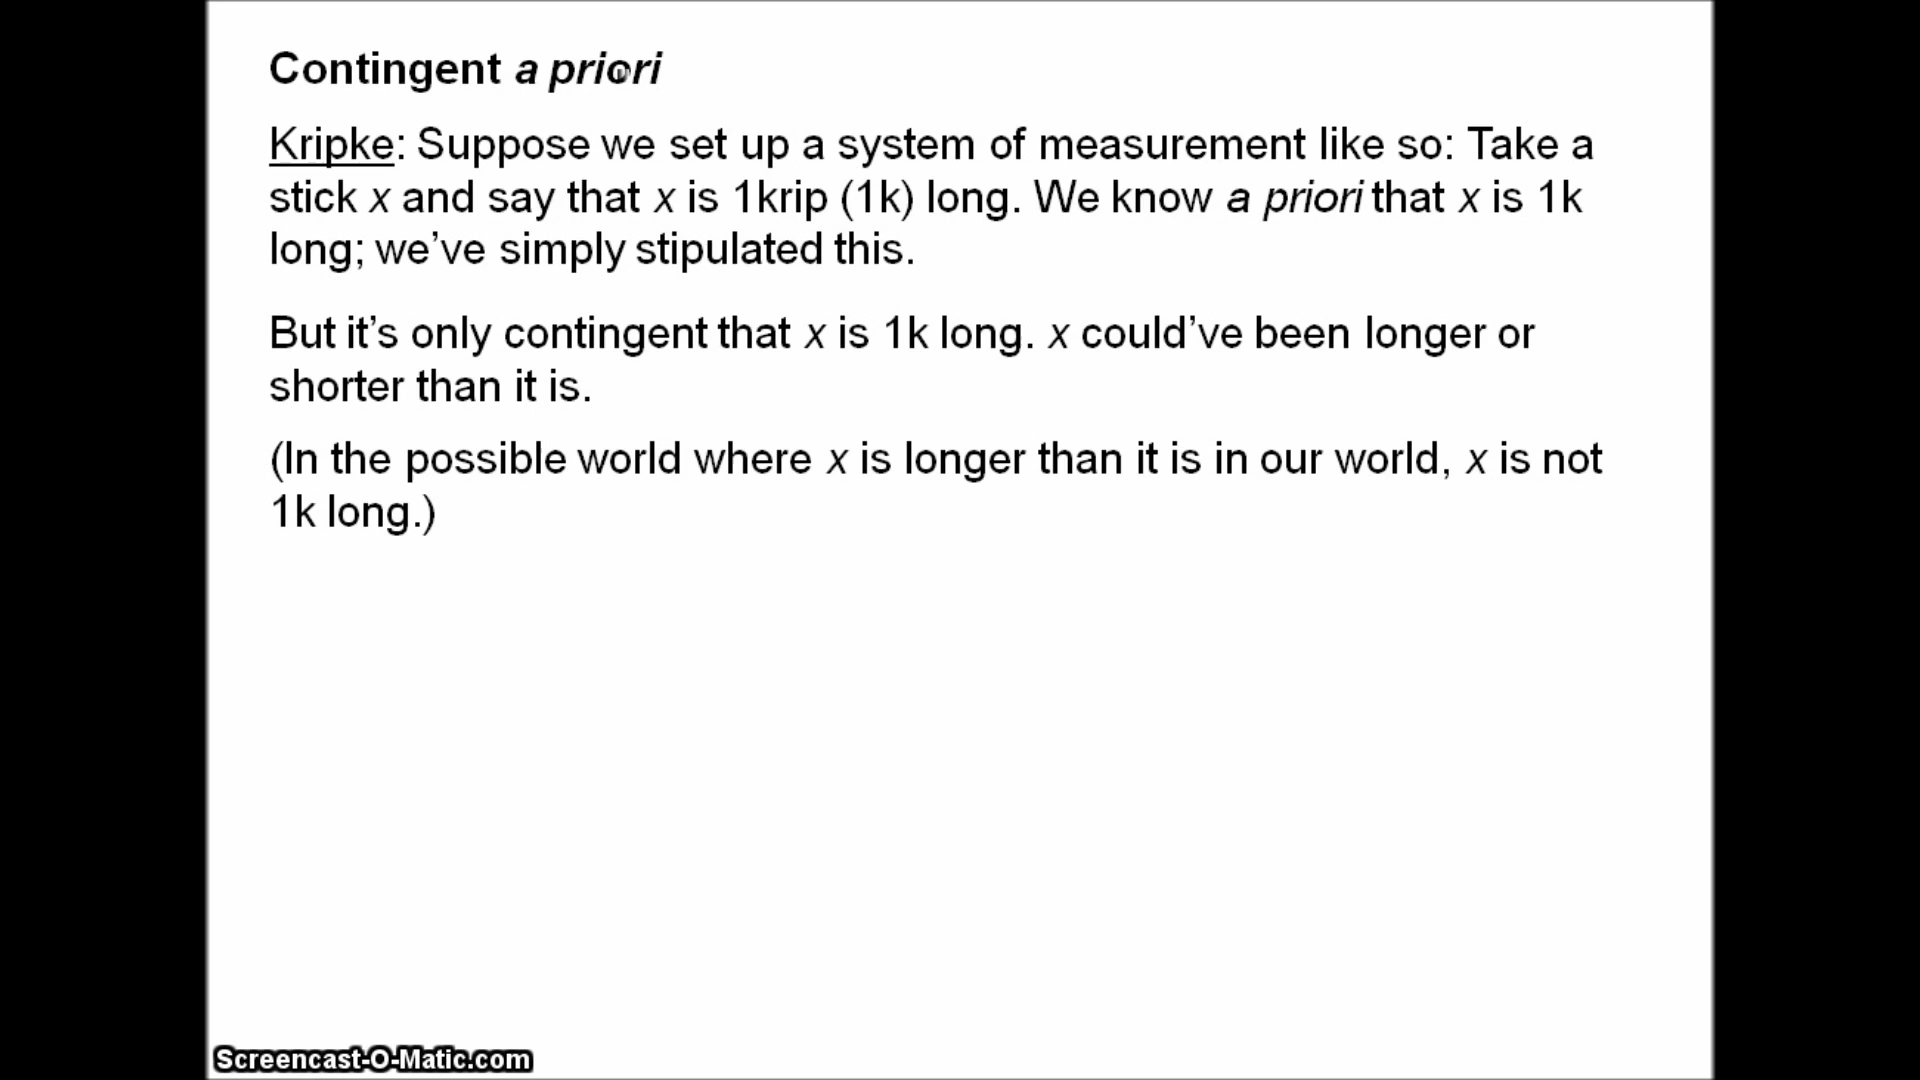 Contingent a priori
Kripke: Suppose we set up a system of measurement like so: Take a
stick x and say that x is 1krip (1k) long. We know a priori that x is 1k
long; we’ve simply stipulated this.
But it’s only contingent that x is 1k long. x could’ve been longer or
shorter than it is.
(In the possible world where x is longer than it is in our world, x is not
1k long.)
Screencast-O-Matic.com